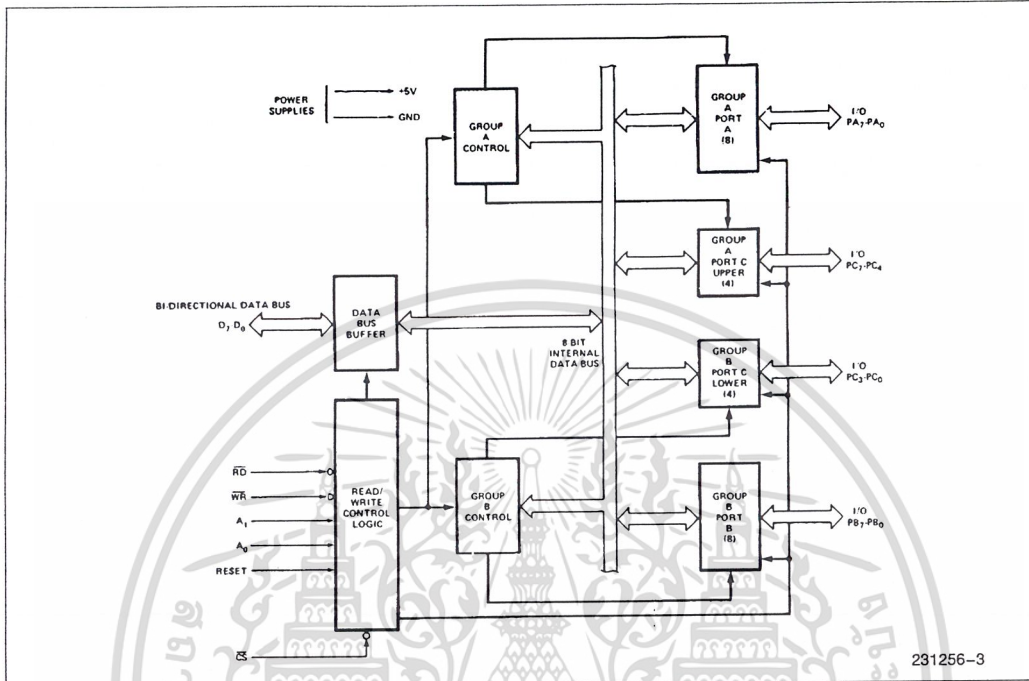 POWER
SUPPLIES
+5V
GND
GROUP
A
CONTROL
GROUP
A
PORT
A
(8)
I/O
PA7-PA0
GROUP
A
PORT C
UPPER
(4)
I/O
PC7-PC4
BI-DIRECTIONAL DATA BUS
D7 D0
DATA
BUS
BUFFER
8 BIT
INTERNAL
DATA BUS
GROUP
B
PORT C
LOWER
(4)
I/O
PC3-PC0
RD
WR
A1
A0
RESET
CS
READ/
WRITE
CONTROL
LOGIC
GROUP
B
CONTROL
GROUP
B
PORT
B
(8)
I/O
PB7-PB0
231256-3